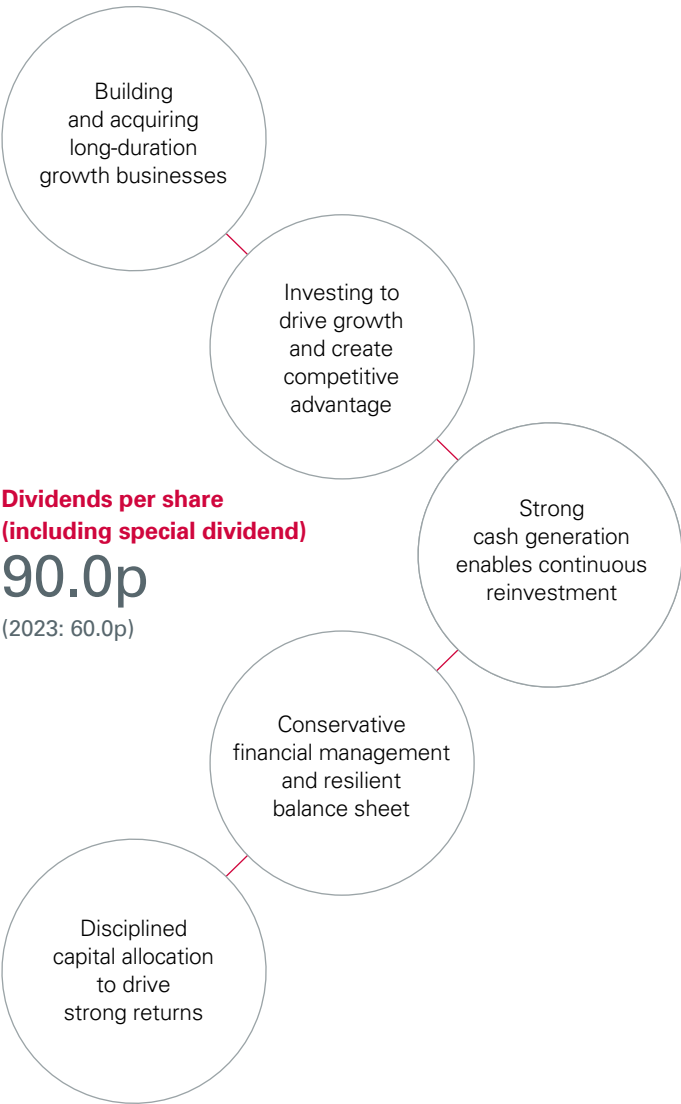 Building
and acquiring
long-duration
growth businesses
Investing to
drive growth
and create
competitive
advantage
Dividends per share
(including special dividend)
90.0p
(2023: 60.0p)
Strong
cash generation
enables continuous
reinvestment
Conservative
financial management
and resilient
balance sheet
Disciplined
capital allocation
to drive
strong returns